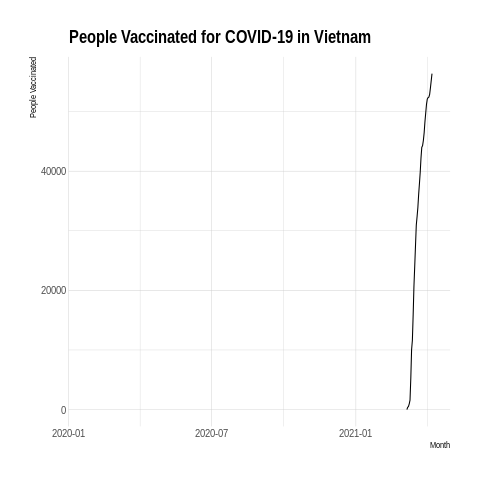 People Vaccinated for COVID-19 in Vietnam
People Vaccinated
40000
20000
0
2020-01
2020-07
2021-01
Month